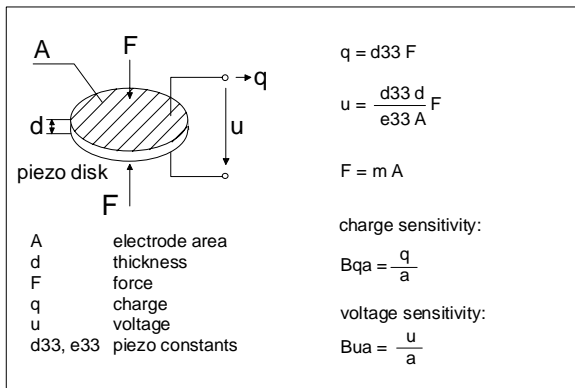 A
F
q
d
u
piezo disk
F
A electrode area
d thickness
F force
q charge
u voltage
d33, e33 piezo constants
q = d33 F
u = d33 d / e33 A F
F = m A
charge sensitivity:
Bqa = q / a
voltage sensitivity:
Bua = u / a